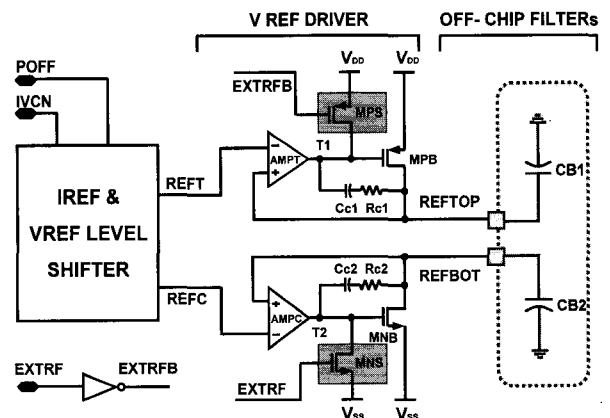 V REF DRIVER
OFF- CHIP FILTERs
POFF
IVCN
VDD
VDD
EXTRFB
MPS
T1
AMPT
MPB
CB1
REFT
Cc1 Rc1
REFTOP
IREF &
VREF LEVEL
SHIFTER
REFC
Cc2 Rc2
REFBOT
AMPC
T2
MNB
CB2
MNS
EXTRF
EXTRFB
EXTRF
VSS
VSS